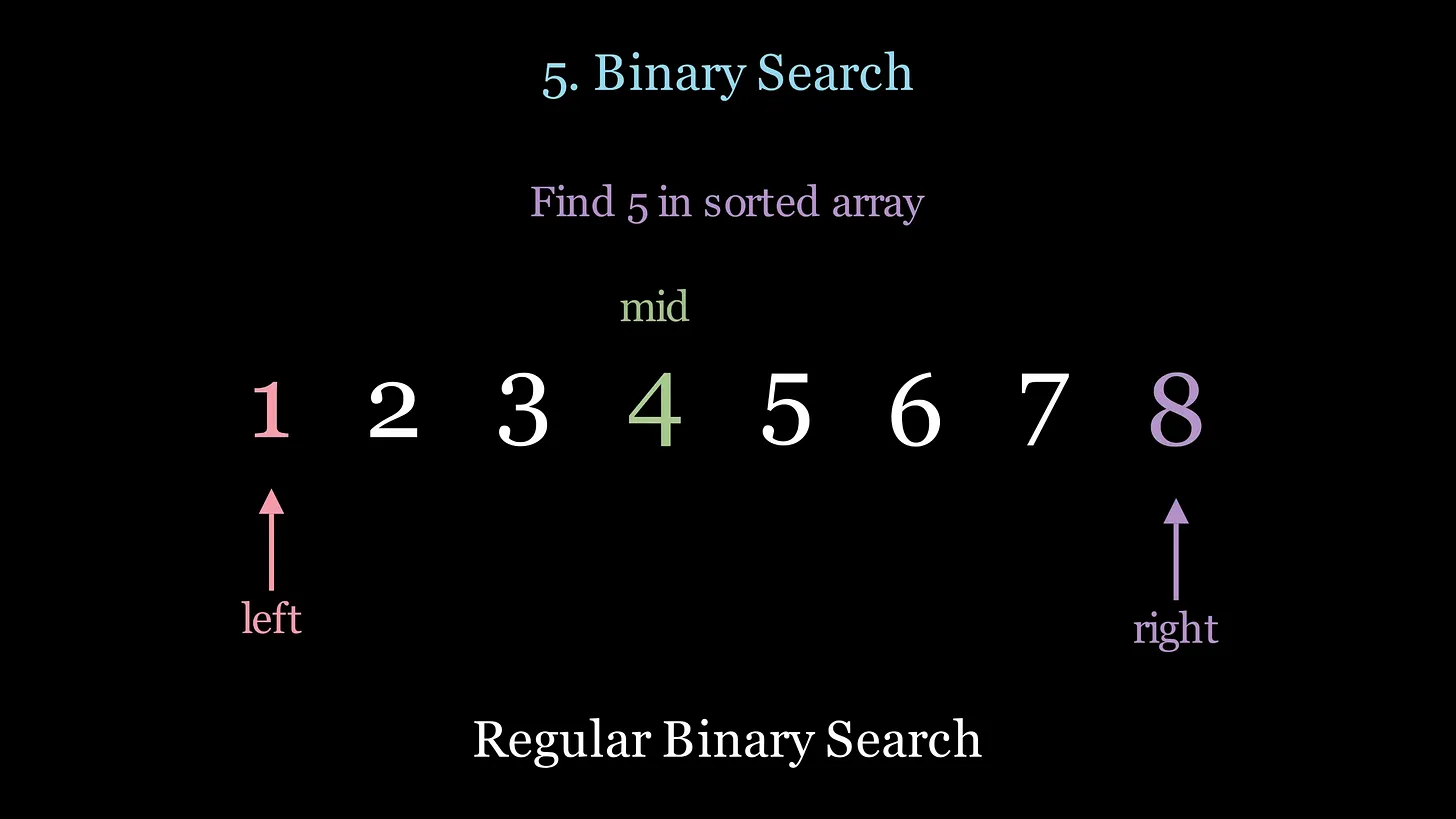 5. Binary Search
Find 5 in sorted array
mid
1 2 3 4 5 6 7 8
left
right
Regular Binary Search